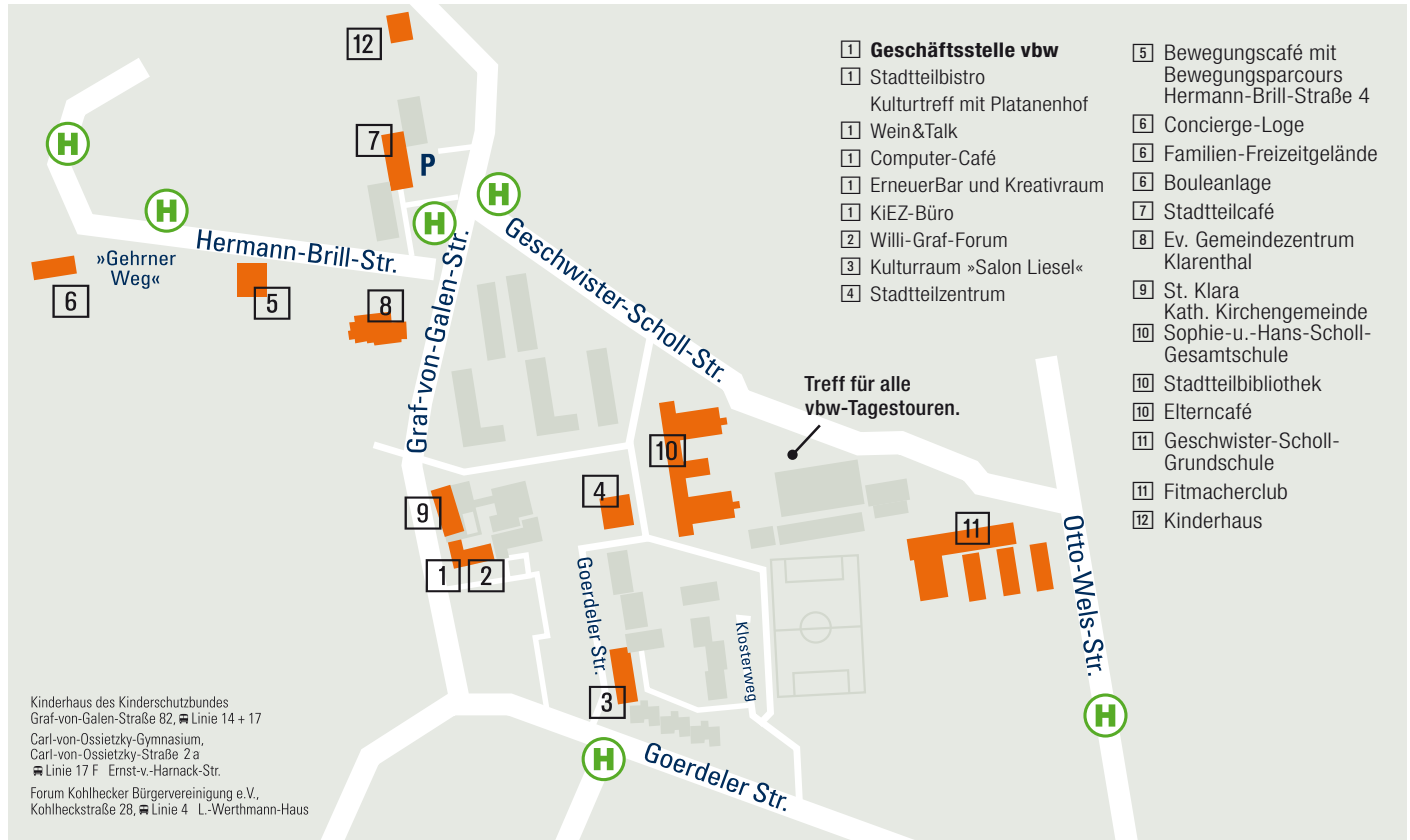 12
7
P
H
H
H
H
Hermann-Brill-Str.
»Gehrner
Weg«
6
5
8
Graf-von-Galen-Str.
Geschwister-Scholl-Str.
Treff für alle
vbw-Tagestouren.
10
4
9
1
2
11
Goerdeler Str.
Klosterweg
3
Otto-Wels-Str.
H
H
Goerdeler Str.
1 Geschäftsstelle vbw
1 Stadtteilbistro
Kulturtreff mit Platanenhof
1 Wein&Talk
1 Computer-Café
1 ErneuerBar und Kreativraum
1 KiEZ-Büro
2 Willi-Graf-Forum
3 Kulturraum »Salon Liesel«
4 Stadtteilzentrum
5 Bewegungscafé mit
Bewegungsparcours
Hermann-Brill-Straße 4
6 Concierge-Loge
6 Familien-Freizeitgelände
6 Bouleanlage
7 Stadtteilcafé
8 Ev. Gemeindezentrum
Klarenthal
9 St. Klara
Kath. Kirchengemeinde
10 Sophie-u.-Hans-Scholl-
Gesamtschule
10 Stadtteilbibliothek
10 Elterncafé
11 Geschwister-Scholl-
Grundschule
11 Fitmacherclub
12 Kinderhaus
Kinderhaus des Kinderschutzbundes
Graf-von-Galen-Straße 82, Linie 14 + 17
Carl-von-Ossietzky-Gymnasium,
Carl-von-Ossietzky-Straße 2 a
Linie 17 F Ernst-v.-Harnack-Str.
Forum Kohlhecker Bürgervereinigung e.V.,
Kohlheckstraße 28, Linie 4 L.-Werthmann-Haus